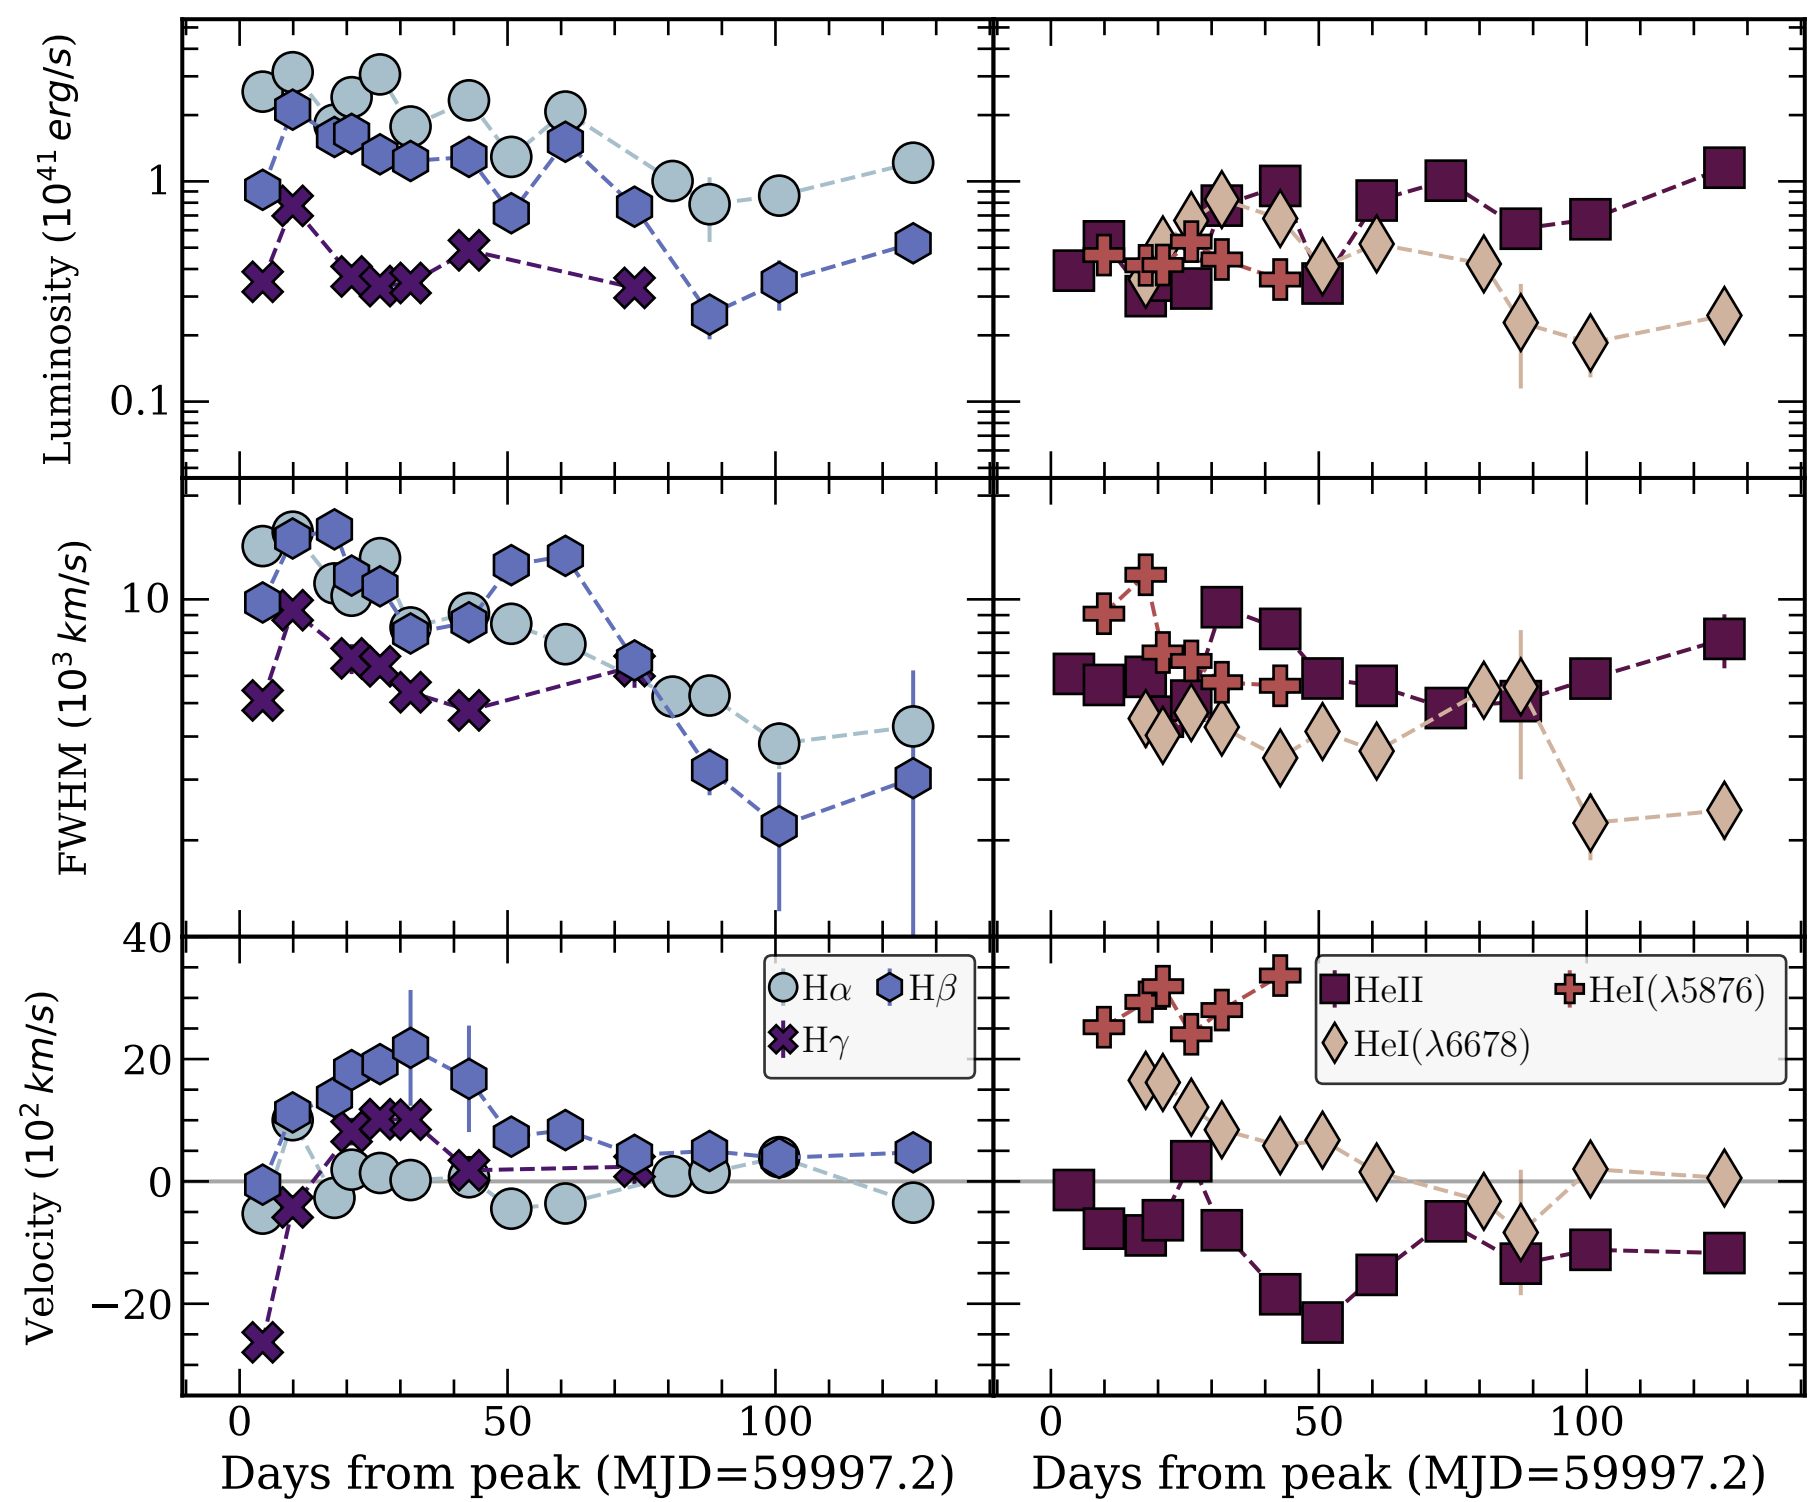 Luminosity (10^41 erg/s)
1
0.1
FWHM (10^3 km/s)
10
Velocity (10^2 km/s)
40
20
0
−20
Hα Hβ
Hγ
HeII HeI(λ5876)
HeI(λ6678)
0 50 100
0 50 100
Days from peak (MJD=59997.2)
Days from peak (MJD=59997.2)